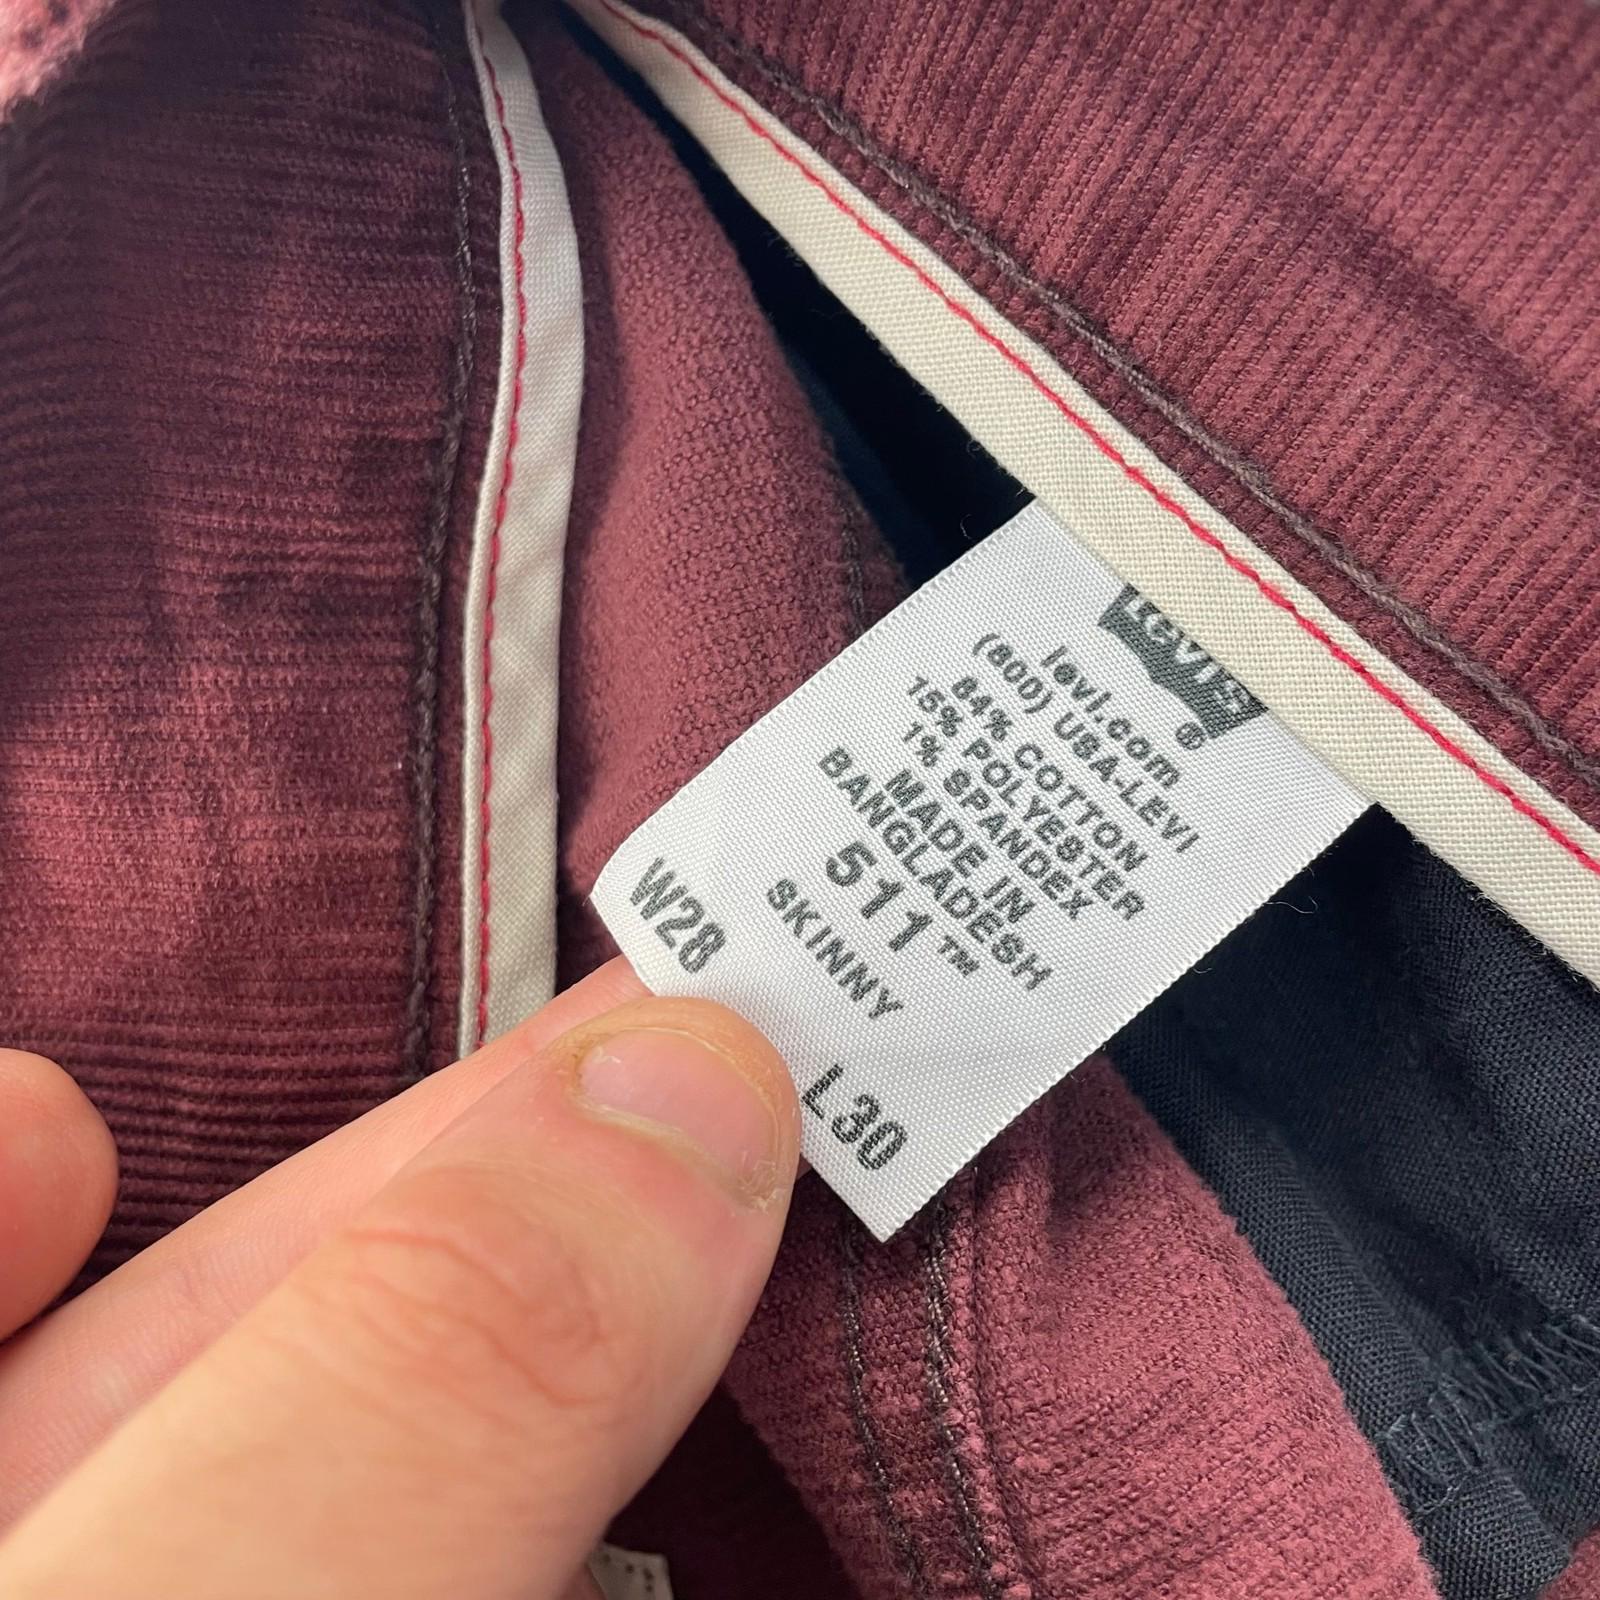 Levi's ®
levi.com
(800) USA-LEVI
84% COTTON
15% POLYESTER
1% SPANDEX
MADE IN
BANGLADESH
511™
SKINNY
W28 L30